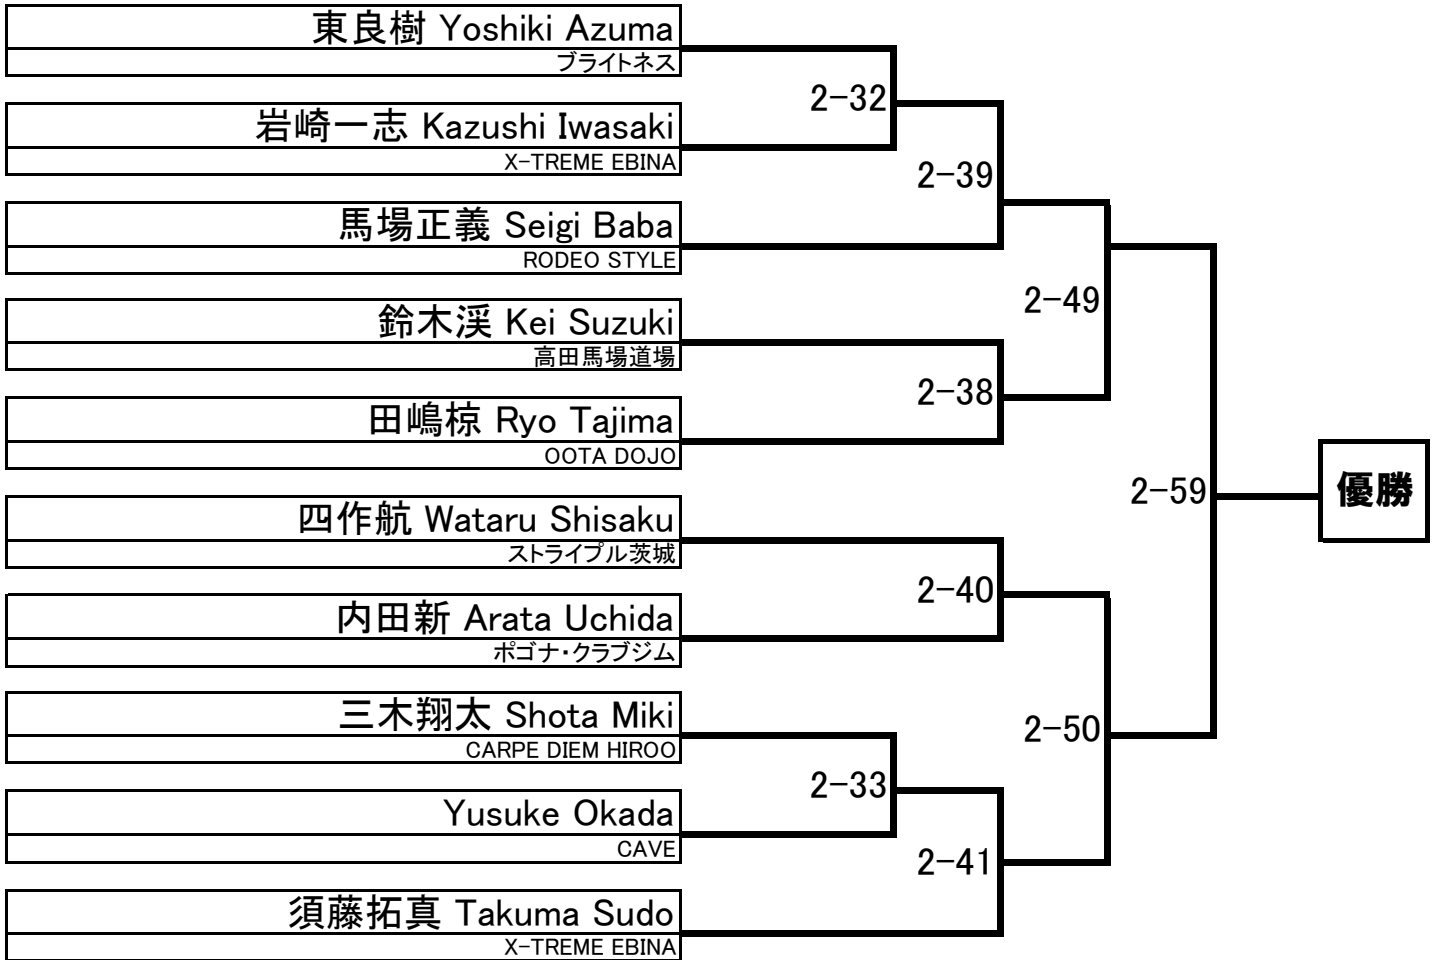 東良樹 Yoshiki Azuma
ブライトネス
2-32
岩崎一志 Kazushi Iwasaki
X-TREME EBINA
2-39
馬場正義 Seigi Baba
RODEO STYLE
2-49
鈴木渓 Kei Suzuki
高田馬場道場
2-38
田嶋椋 Ryo Tajima
OOTA DOJO
2-59
優勝
四作航 Wataru Shisaku
ストライプル茨城
2-40
内田新 Arata Uchida
ポゴナ・クラブジム
三木翔太 Shota Miki
CARPE DIEM HIROO
2-50
2-33
Yusuke Okada
CAVE
2-41
須藤拓真 Takuma Sudo
X-TREME EBINA